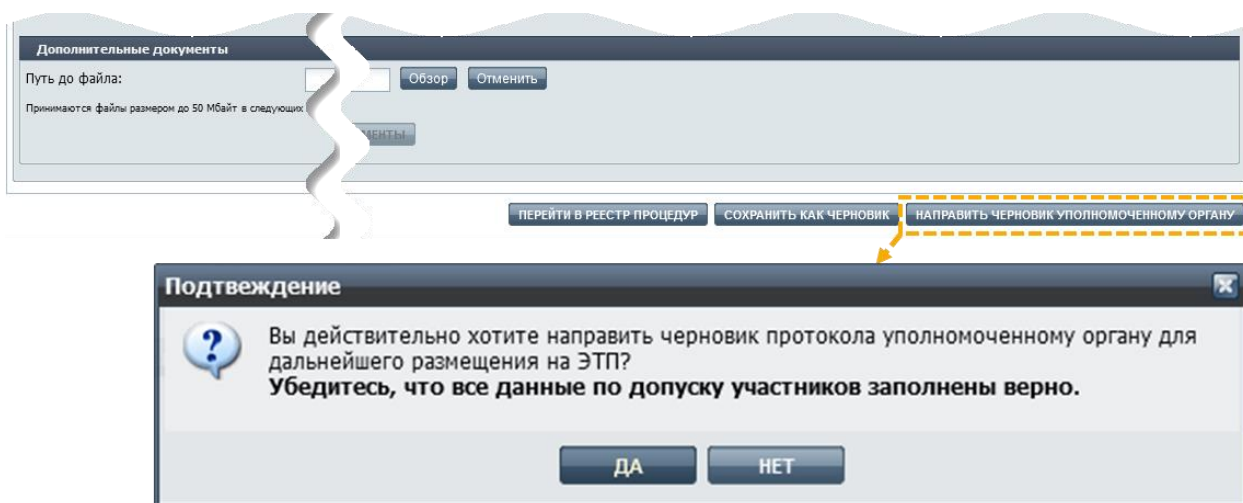 Дополнительные документы
Путь до файла:
Обзор
Отменить
Принимаются файлы размером до 50 Мбайт в следующих
ПЕРЕЙТИ В РЕЕСТР ПРОЦЕДУР
СОХРАНИТЬ КАК ЧЕРНОВИК
НАПРАВИТЬ ЧЕРНОВИК УПОЛНОМОЧЕННОМУ ОРГАНУ
Подтвеждение
Вы действительно хотите направить черновик протокола уполномоченному органу для
дальнейшего размещения на ЭТП?
Убедитесь, что все данные по допуску участников заполнены верно.
ДА
НЕТ